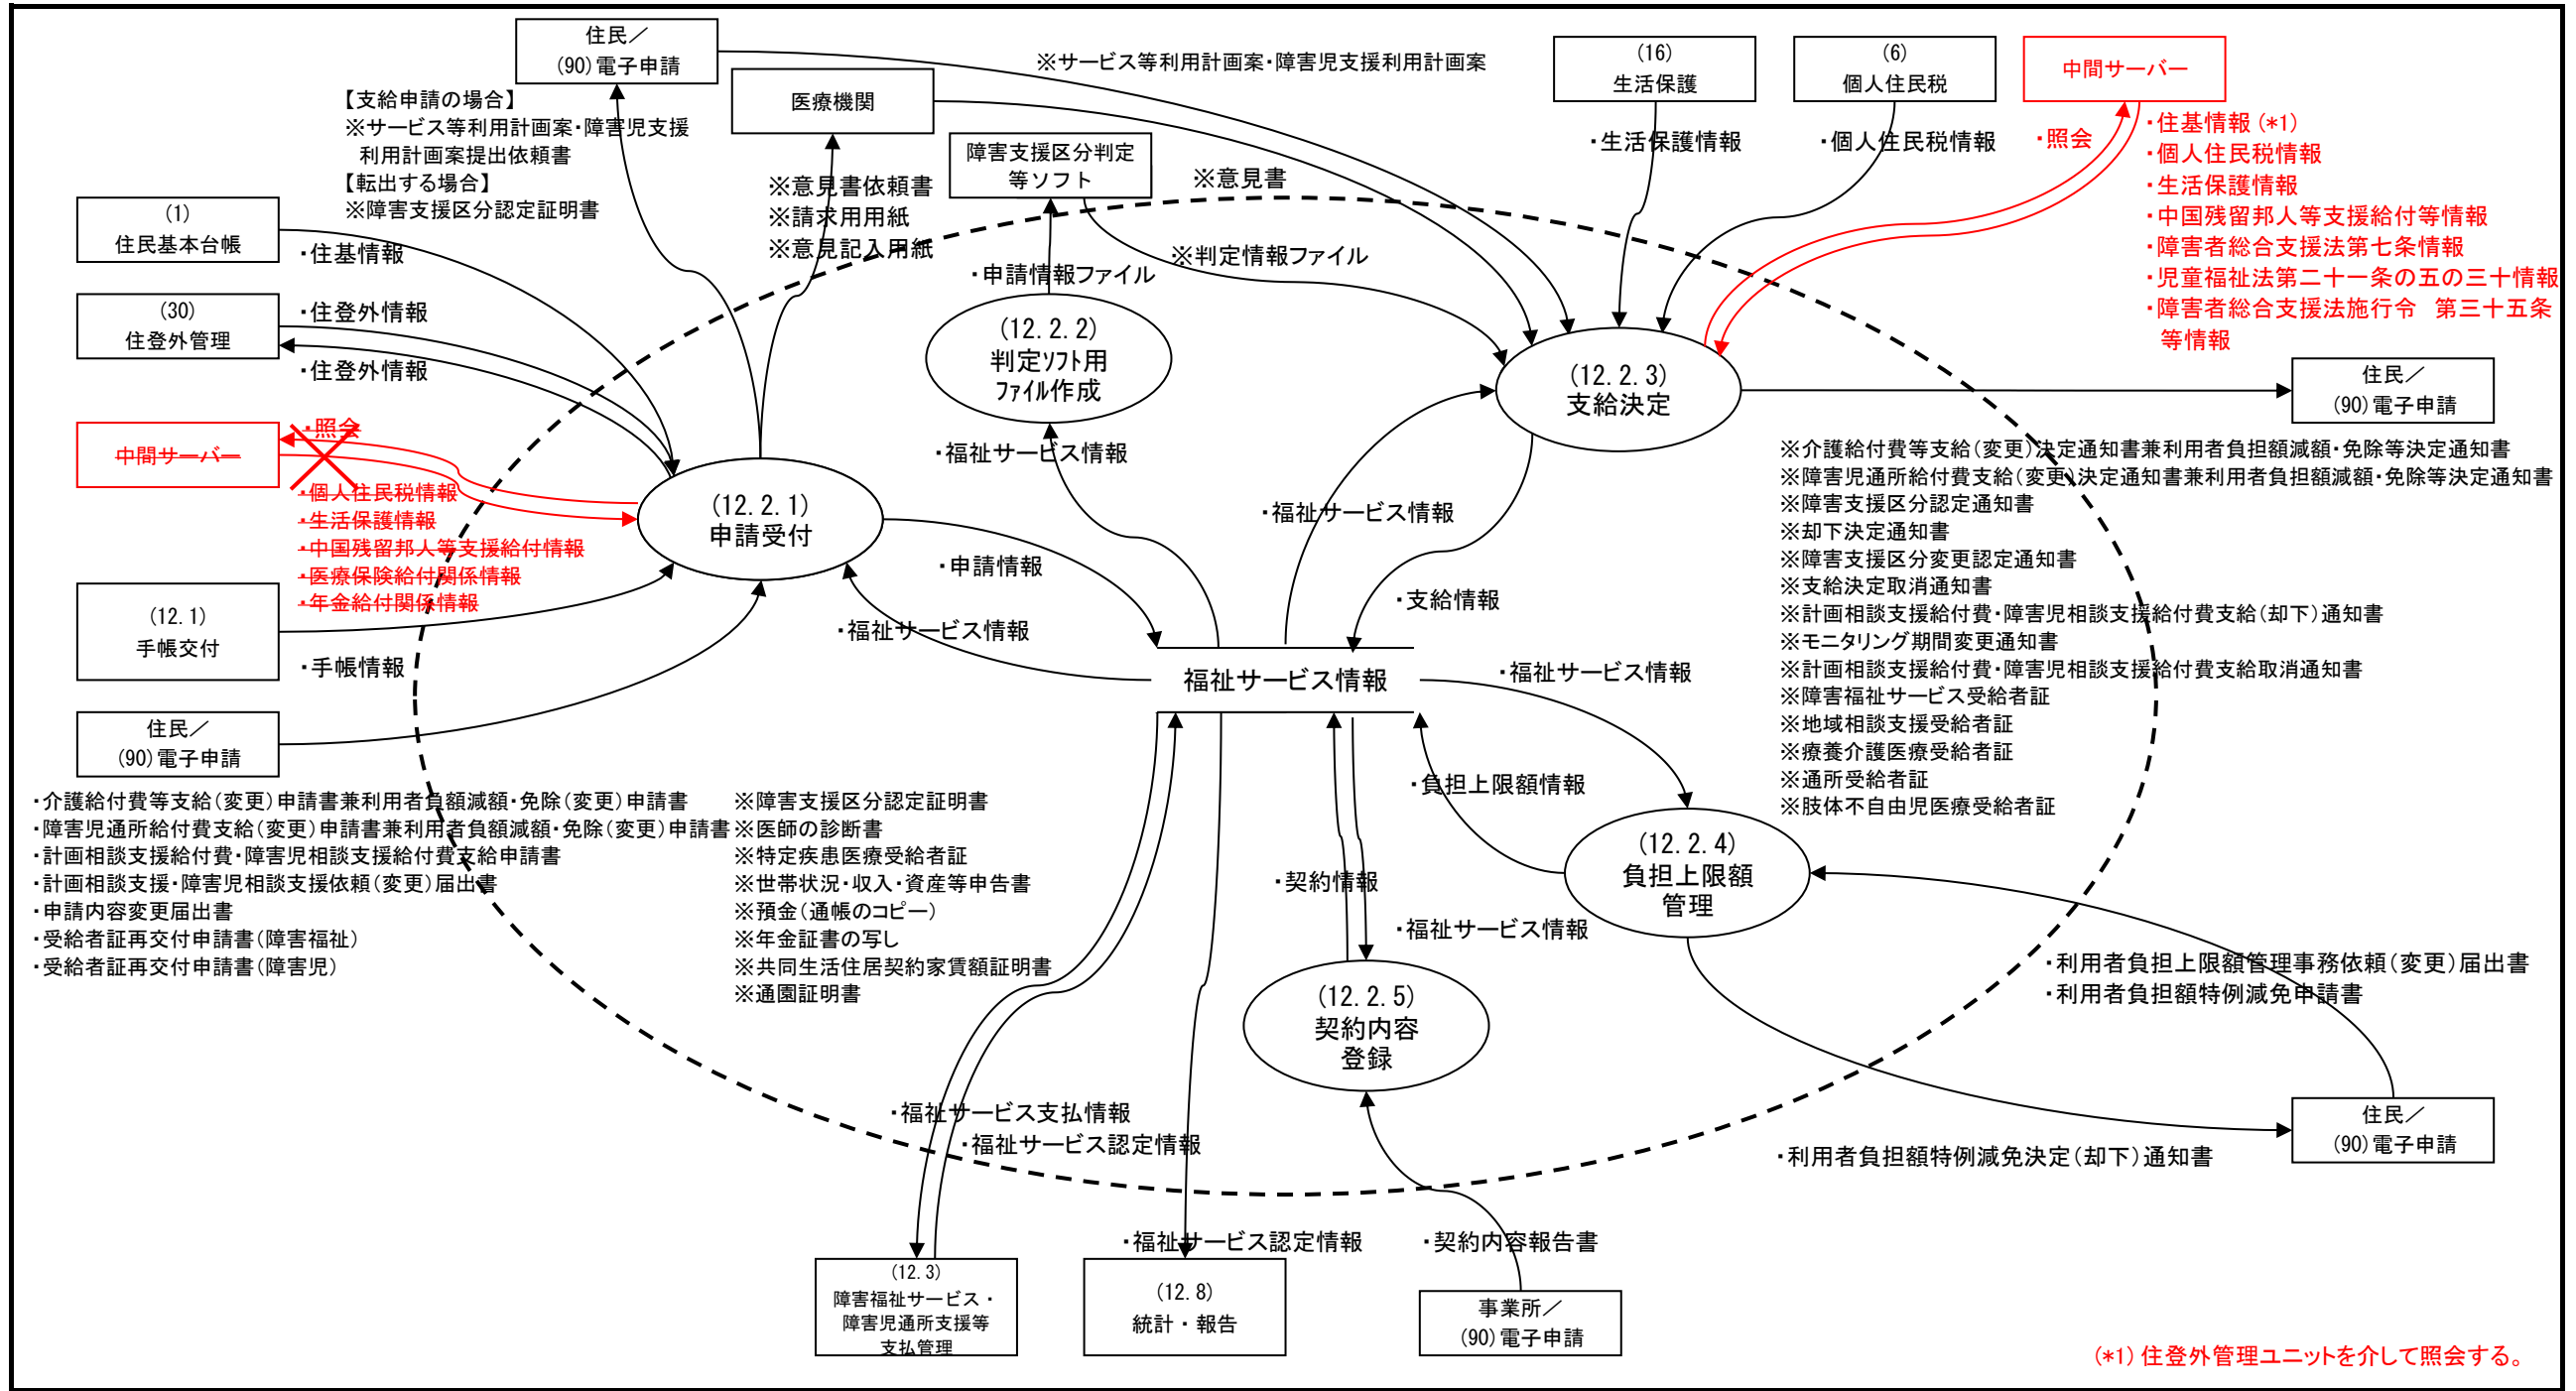 住民／
(90)電子申請
【支給申請の場合】
※サービス等利用計画案・障害児支援
利用計画案提出依頼書
【転出する場合】
※障害支援区分認定証明書
医療機関
※意見書依頼書
※請求用用紙
※意見記入用紙
※サービス等利用計画案・障害児支援利用計画案
障害支援区分判定
等ソフト
※意見書
※判定情報ファイル
・申請情報ファイル
(16)
生活保護
・生活保護情報
(6)
個人住民税
・個人住民税情報
中間サーバー
・照会
・住基情報(*1)
・個人住民税情報
・生活保護情報
・中国残留邦人等支援給付等情報
・障害者総合支援法第七条情報
・児童福祉法第二十一条の五の三十情報
・障害者総合支援法施行令　第三十五条
等情報
(1)
住民基本台帳
・住基情報
(30)
住登外管理
・住登外情報
・住登外情報
中間サーバー
・照会
・個人住民税情報
・生活保護情報
・中国残留邦人等支援給付情報
・医療保険給付関係情報
・年金給付関係情報
(12.1)
手帳交付
・手帳情報
住民／
(90)電子申請
(12.2.1)
申請受付
(12.2.2)
判定ｿﾌﾄ用
ﾌｧｲﾙ作成
・福祉サービス情報
(12.2.3)
支給決定
住民／
(90)電子申請
・申請情報
・福祉サービス情報
・福祉サービス情報
・支給情報
福祉サービス情報
・福祉サービス情報
・負担上限額情報
※介護給付費等支給(変更)決定通知書兼利用者負担額減額・免除等決定通知書
※障害児通所給付費支給(変更)決定通知書兼利用者負担額減額・免除等決定通知書
※障害支援区分認定通知書
※却下決定通知書
※障害支援区分変更認定通知書
※支給決定取消通知書
※計画相談支援給付費・障害児相談支援給付費支給(却下)通知書
※モニタリング期間変更通知書
※計画相談支援給付費・障害児相談支援給付費支給取消通知書
※障害福祉サービス受給者証
※地域相談支援受給者証
※療養介護医療受給者証
※通所受給者証
※肢体不自由児医療受給者証
・介護給付費等支給(変更)申請書兼利用者負額減額・免除(変更)申請書
・障害児通所給付費支給(変更)申請書兼利用者負額減額・免除(変更)申請書
・計画相談支援給付費・障害児相談支援給付費支給申請書
・計画相談支援・障害児相談支援依頼(変更)届出書
・申請内容変更届出書
・受給者証再交付申請書(障害福祉)
・受給者証再交付申請書(障害児)
※障害支援区分認定証明書
※医師の診断書
※特定疾患医療受給者証
※世帯状況・収入・資産等申告書
※預金(通帳のコピー)
※年金証書の写し
※共同生活住居契約家賃額証明書
※通園証明書
(12.2.4)
負担上限額
管理
・契約情報
・福祉サービス情報
(12.2.5)
契約内容
登録
・利用者負担上限額管理事務依頼(変更)届出書
・利用者負担額特例減免申請書
住民／
(90)電子申請
・利用者負担額特例減免決定(却下)通知書
・福祉サービス支払情報
・福祉サービス認定情報
・福祉サービス認定情報
・契約内容報告書
(12.3)
障害福祉サービス・
障害児通所支援等
支払管理
(12.8)
統計・報告
事業所／
(90)電子申請
(*1)住登外管理ユニットを介して照会する。